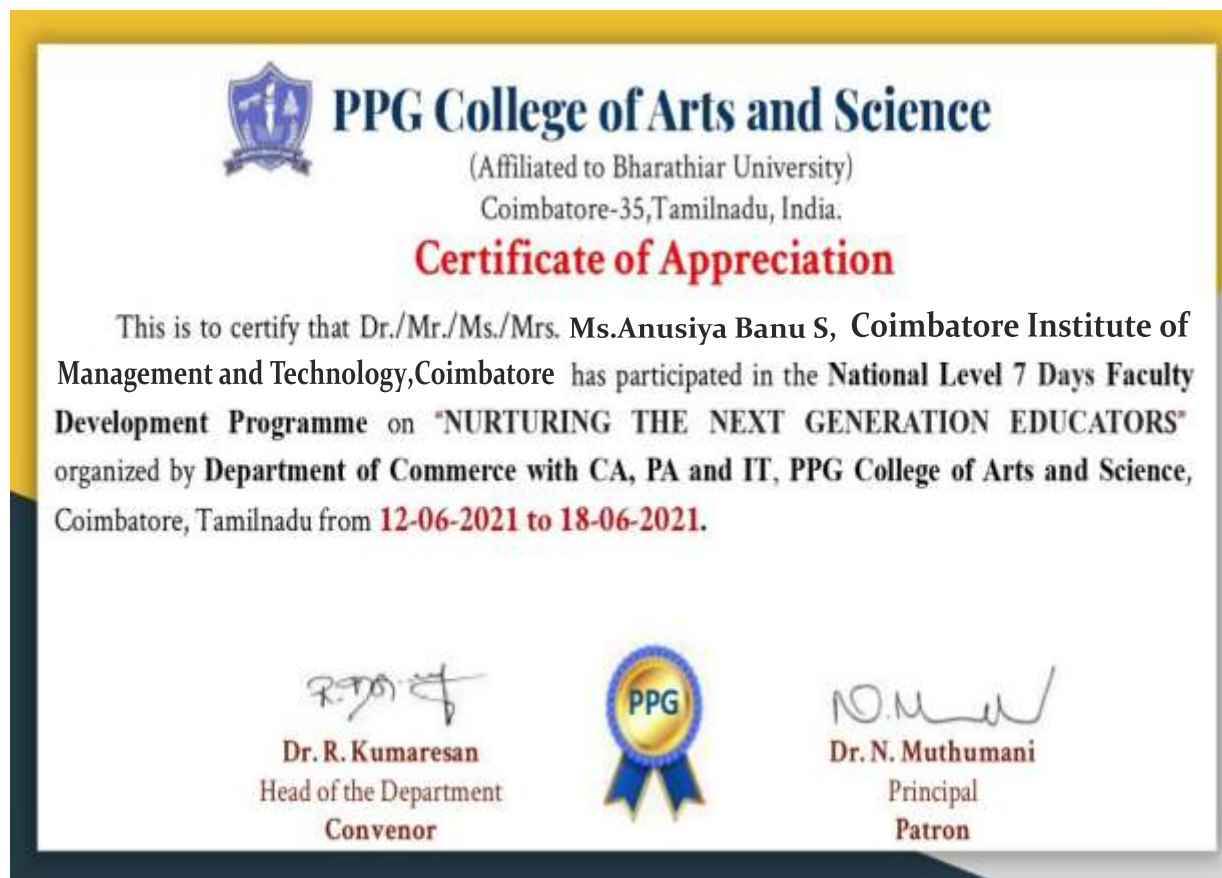 PPG College of Arts and Science
(Affiliated to Bharathiar University)
Coimbatore-35,Tamilnadu, India.
Certificate of Appreciation
This is to certify that Dr./Mr./Ms./Mrs. Ms.Anusiya Banu S, Coimbatore Institute of
Management and Technology,Coimbatore has participated in the National Level 7 Days Faculty
Development Programme on "NURTURING THE NEXT GENERATION EDUCATORS"
organized by Department of Commerce with CA, PA and IT, PPG College of Arts and Science,
Coimbatore, Tamilnadu from 12-06-2021 to 18-06-2021.
PPG
Dr. R. Kumaresan
Head of the Department
Convenor
Dr. N. Muthumani
Principal
Patron